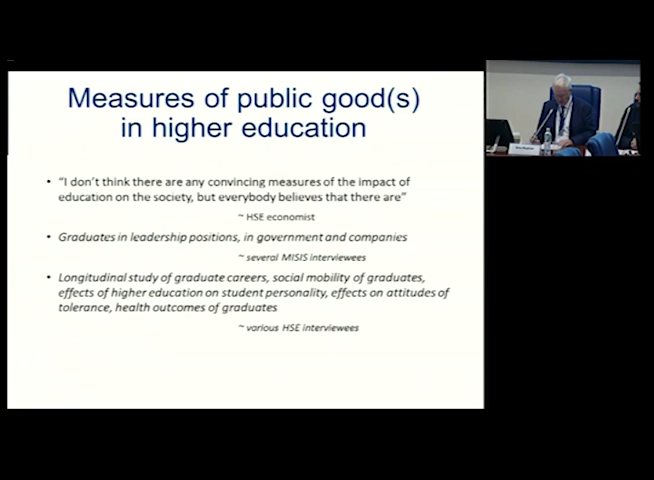 Measures of public good(s)
in higher education
• "I don't think there are any convincing measures of the impact of
education on the society, but everybody believes that there are"
~ HSE economist
• Graduates in leadership positions, in government and companies
~ several MISIS interviewees
• Longitudinal study of graduate careers, social mobility of graduates,
effects of higher education on student personality, effects on attitudes of
tolerance, health outcomes of graduates
~ various HSE interviewees